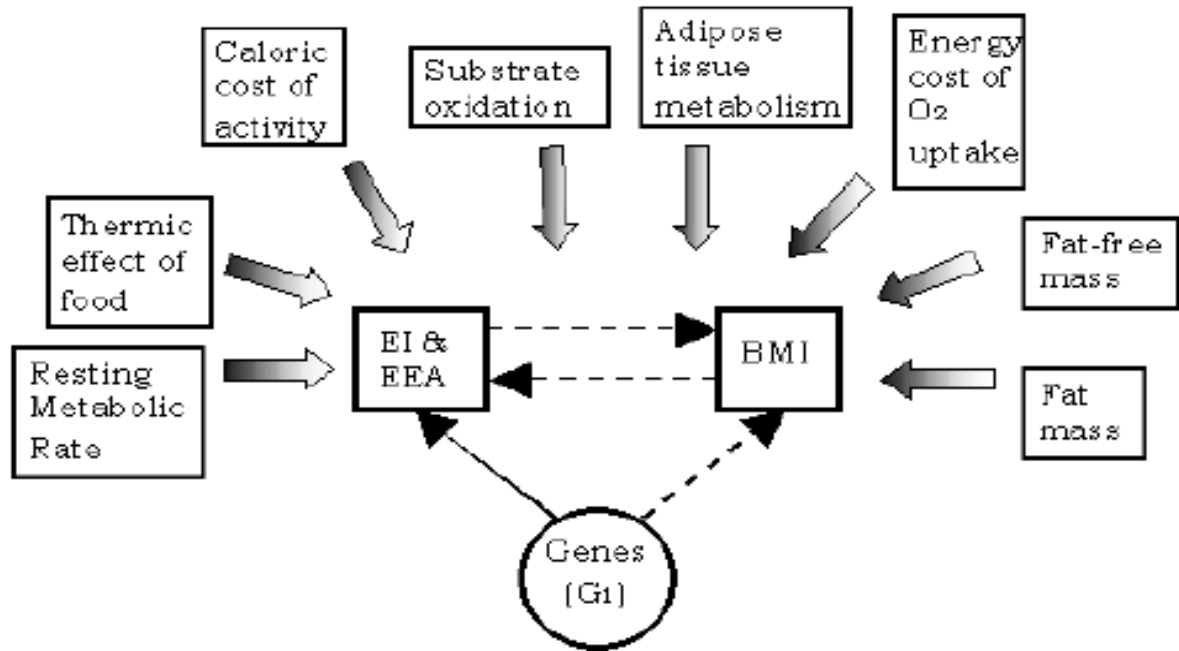 Caloric
cost of
activity
Substrate
oxidation
Adipose
tissue
metabolism
Energy
cost of
O2
uptake
Thermic
effect of
food
Fat-free
mass
EI &
EEA
BMI
Resting
Metabolic
Rate
Fat
mass
Genes
(G1)